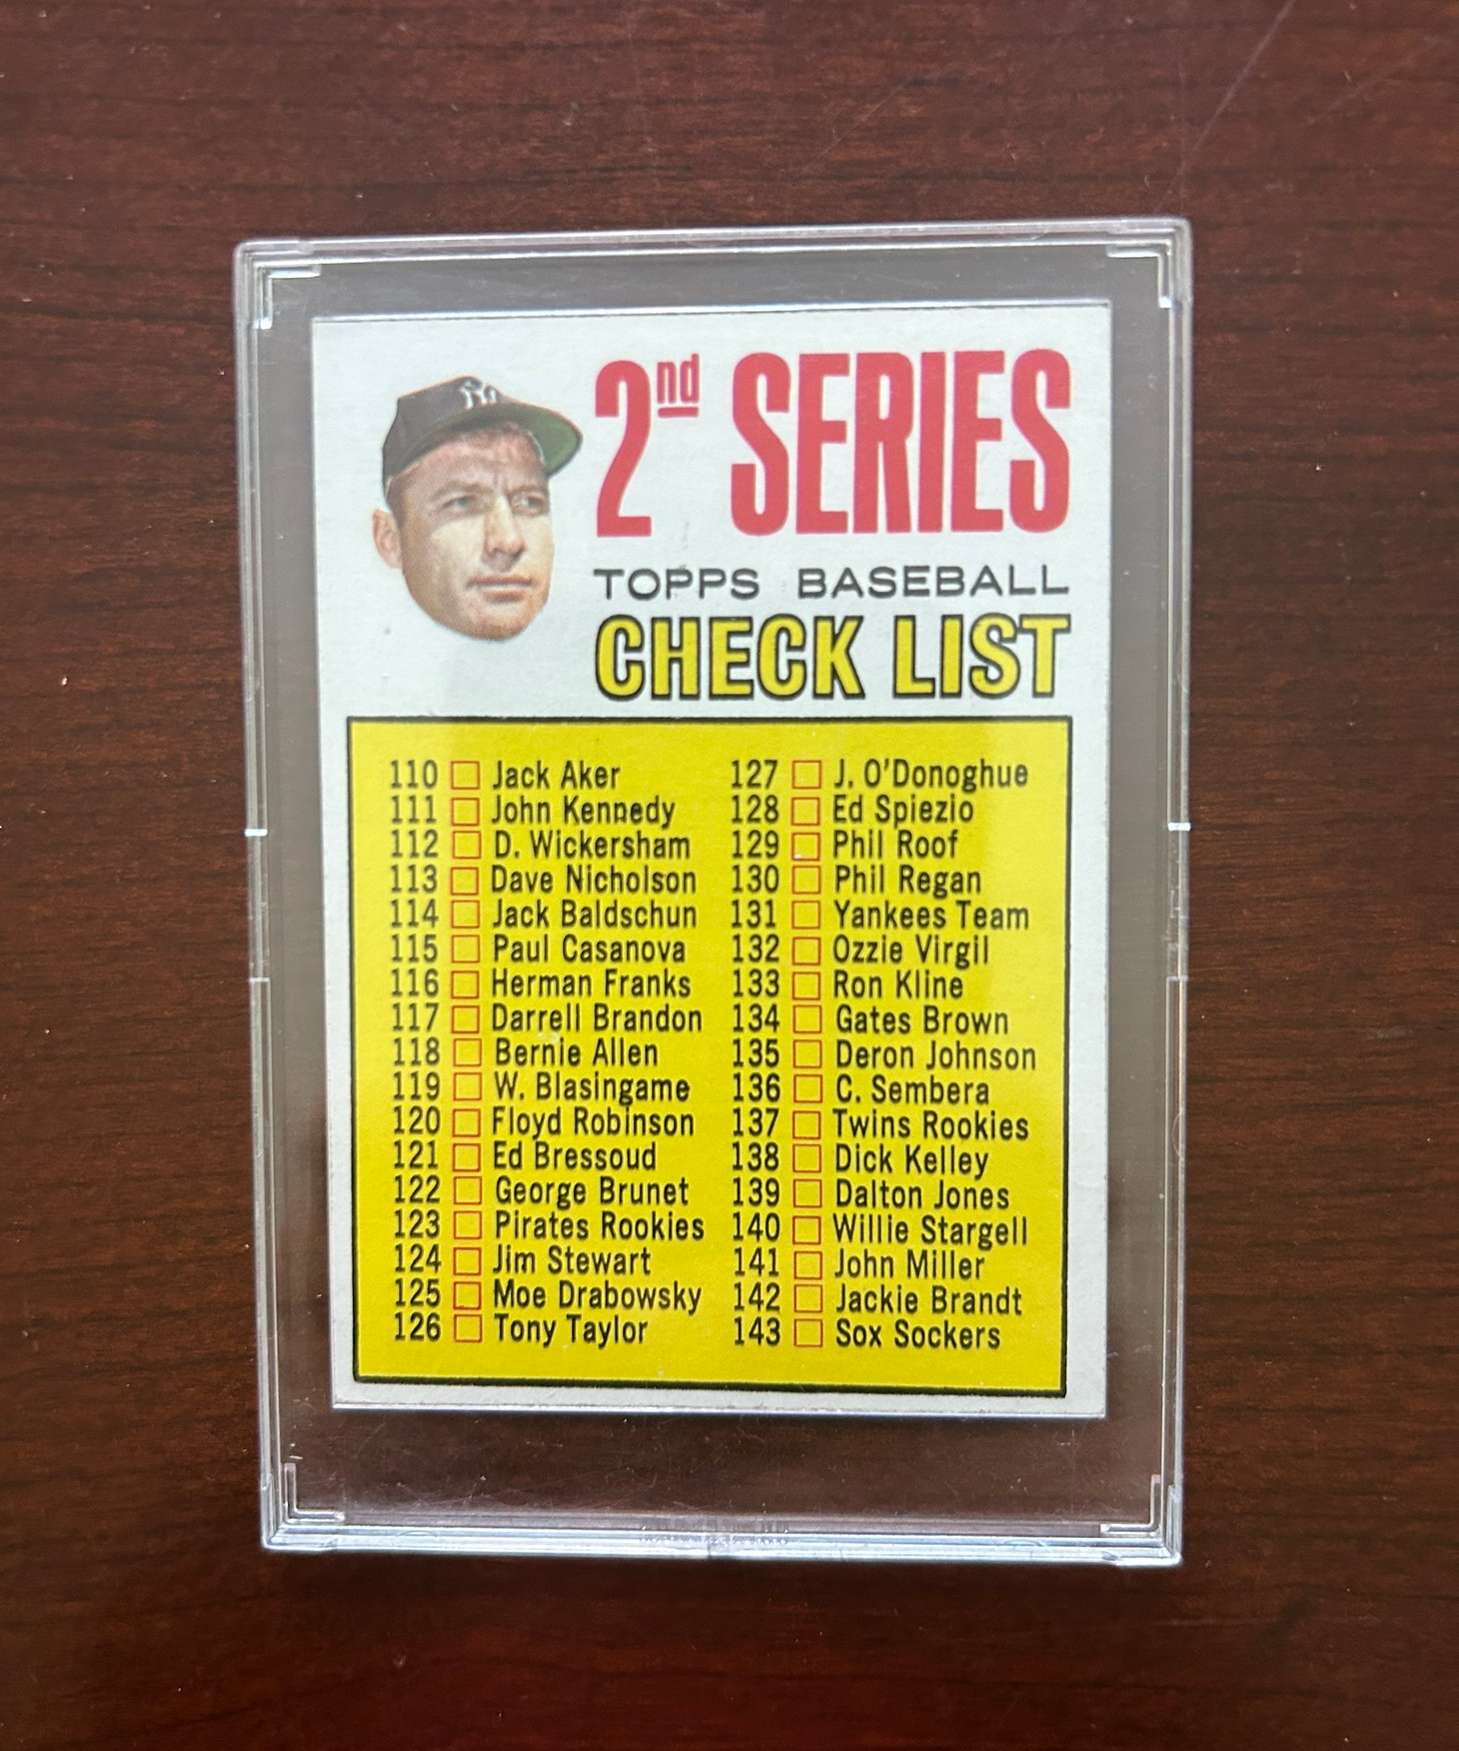 NY
2nd SERIES
TOPPS BASEBALL
CHECK LIST
110 Jack Aker
111 John Kennedy
112 D. Wickersham
113 Dave Nicholson
114 Jack Baldschun
115 Paul Casanova
116 Herman Franks
117 Darrell Brandon
118 Bernie Allen
119 W. Blasingame
120 Floyd Robinson
121 Ed Bressoud
122 George Brunet
123 Pirates Rookies
124 Jim Stewart
125 Moe Drabowsky
126 Tony Taylor
127 J. O'Donoghue
128 Ed Spiezio
129 Phil Roof
130 Phil Regan
131 Yankees Team
132 Ozzie Virgil
133 Ron Kline
134 Gates Brown
135 Deron Johnson
136 C. Sembera
137 Twins Rookies
138 Dick Kelley
139 Dalton Jones
140 Willie Stargell
141 John Miller
142 Jackie Brandt
143 Sox Sockers